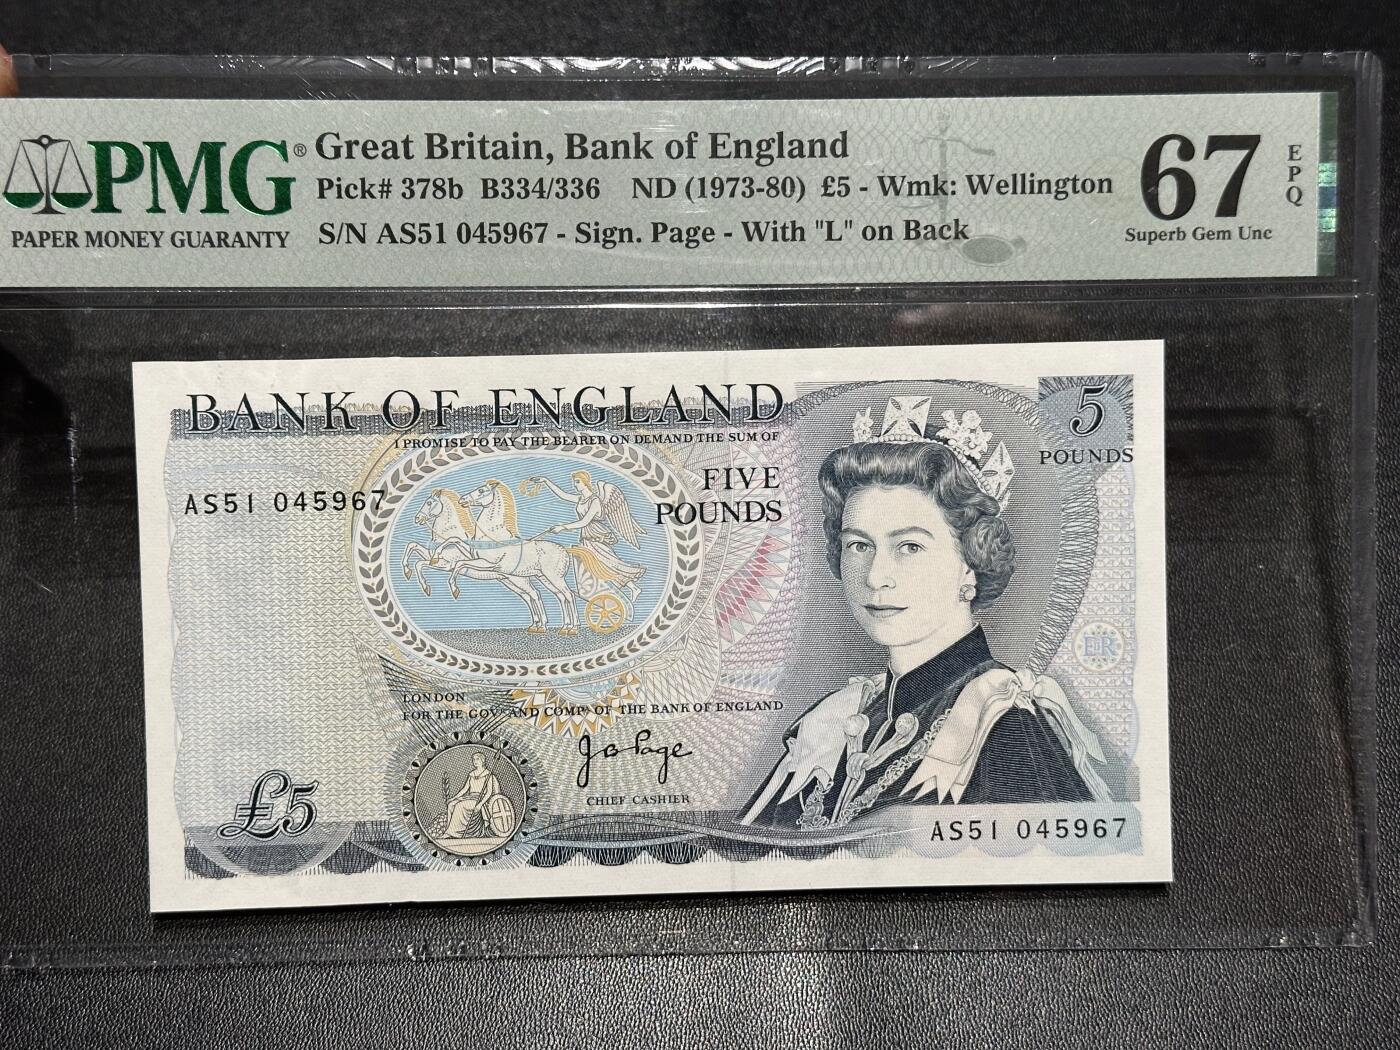 PMG®
PAPER MONEY GUARANTY
Great Britain, Bank of England
Pick# 378b B334/336 ND (1973-80) £5 - Wmk: Wellington
S/N AS51 045967 - Sign. Page - With "L" on Back
67
EPQ
Superb Gem Unc
BANK OF ENGLAND
I PROMISE TO PAY THE BEARER ON DEMAND THE SUM OF
FIVE
POUNDS
5
POUNDS
AS51 045967
EIIR
LONDON
FOR THE GOVR AND COMPA OF THE BANK OF ENGLAND
J B Page
CHIEF CASHIER
£5
AS51 045967